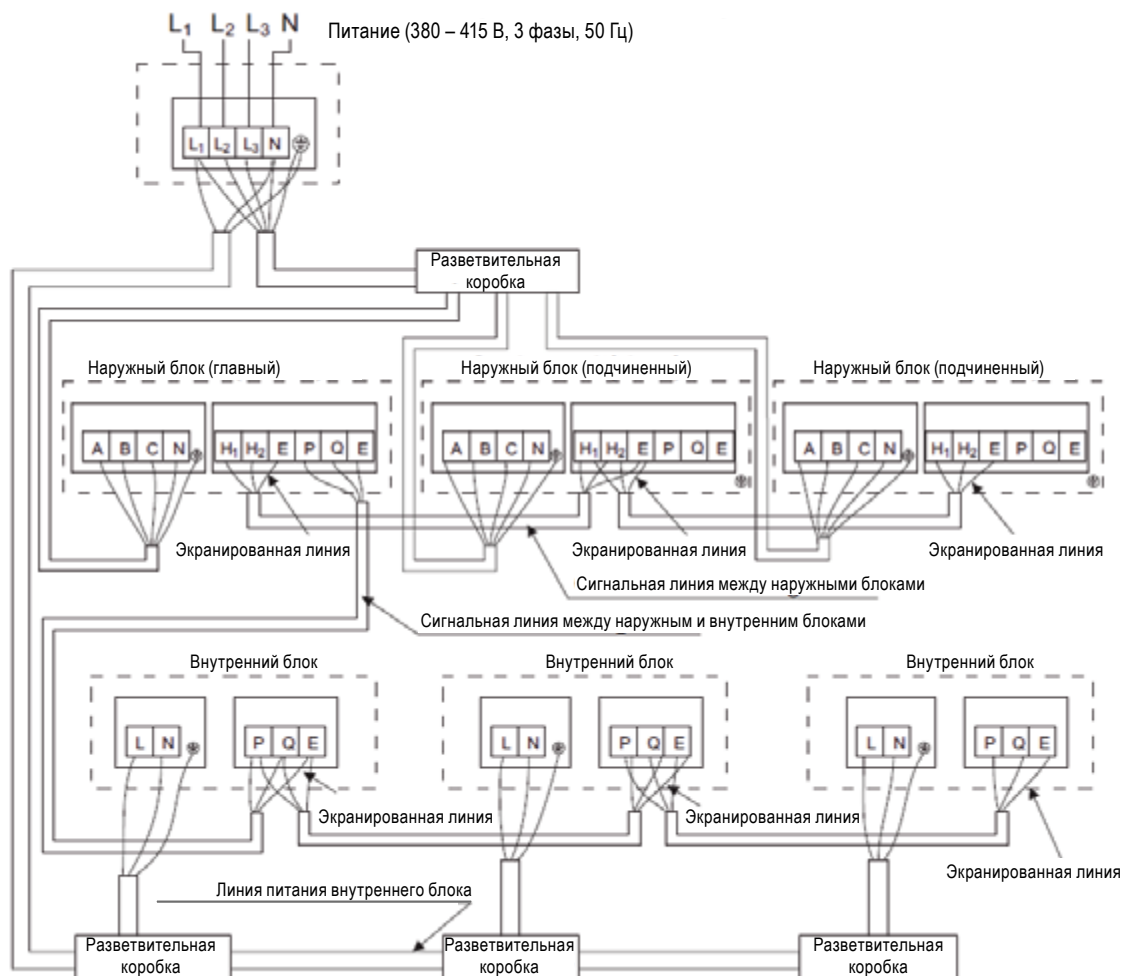 L₁ L₂ L₃ N Питание (380 – 415 В, 3 фазы, 50 Гц)
L₁ L₂ L₃ N
Разветвительная
коробка
Наружный блок (главный) Наружный блок (подчиненный) Наружный блок (подчиненный)
A B C N H₁ H₂ E P Q E A B C N H₁ H₂ E P Q E A B C N H₁ H₂ E P Q E
Экранированная линия Экранированная линия Экранированная линия
Сигнальная линия между наружными блоками
Сигнальная линия между наружным и внутренним блоками
Внутренний блок Внутренний блок Внутренний блок
L N P Q E L N P Q E L N P Q E
Экранированная линия Экранированная линия
Экранированная линия
Линия питания внутреннего блока
Разветвительная Разветвительная Разветвительная
коробка коробка коробка